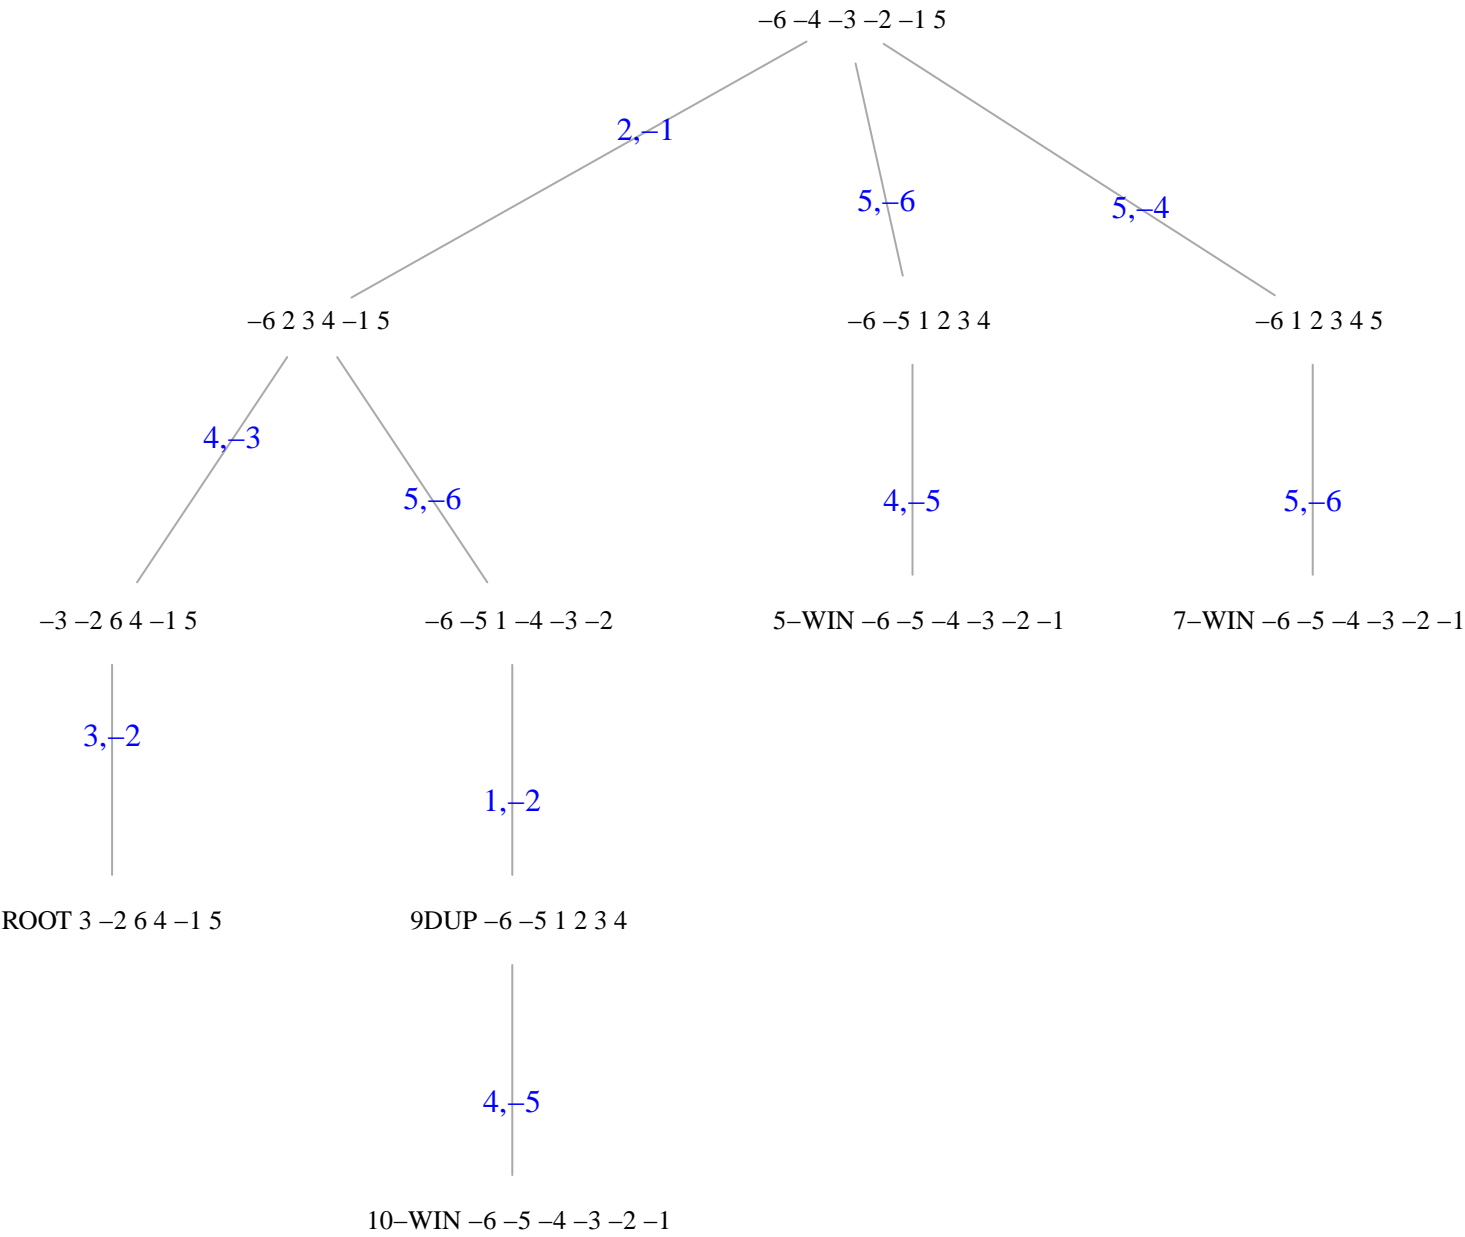 –6 –4 –3 –2 –1 5
2,–1
5,–6
5,–4
–6 2 3 4 –1 5
–6 –5 1 2 3 4
–6 1 2 3 4 5
4,–3
5,–6
4,–5
5,–6
–3 –2 6 4 –1 5
–6 –5 1 –4 –3 –2
5–WIN –6 –5 –4 –3 –2 –1
7–WIN –6 –5 –4 –3 –2 –1
3,–2
1,–2
ROOT 3 –2 6 4 –1 5
9DUP –6 –5 1 2 3 4
4,–5
10–WIN –6 –5 –4 –3 –2 –1